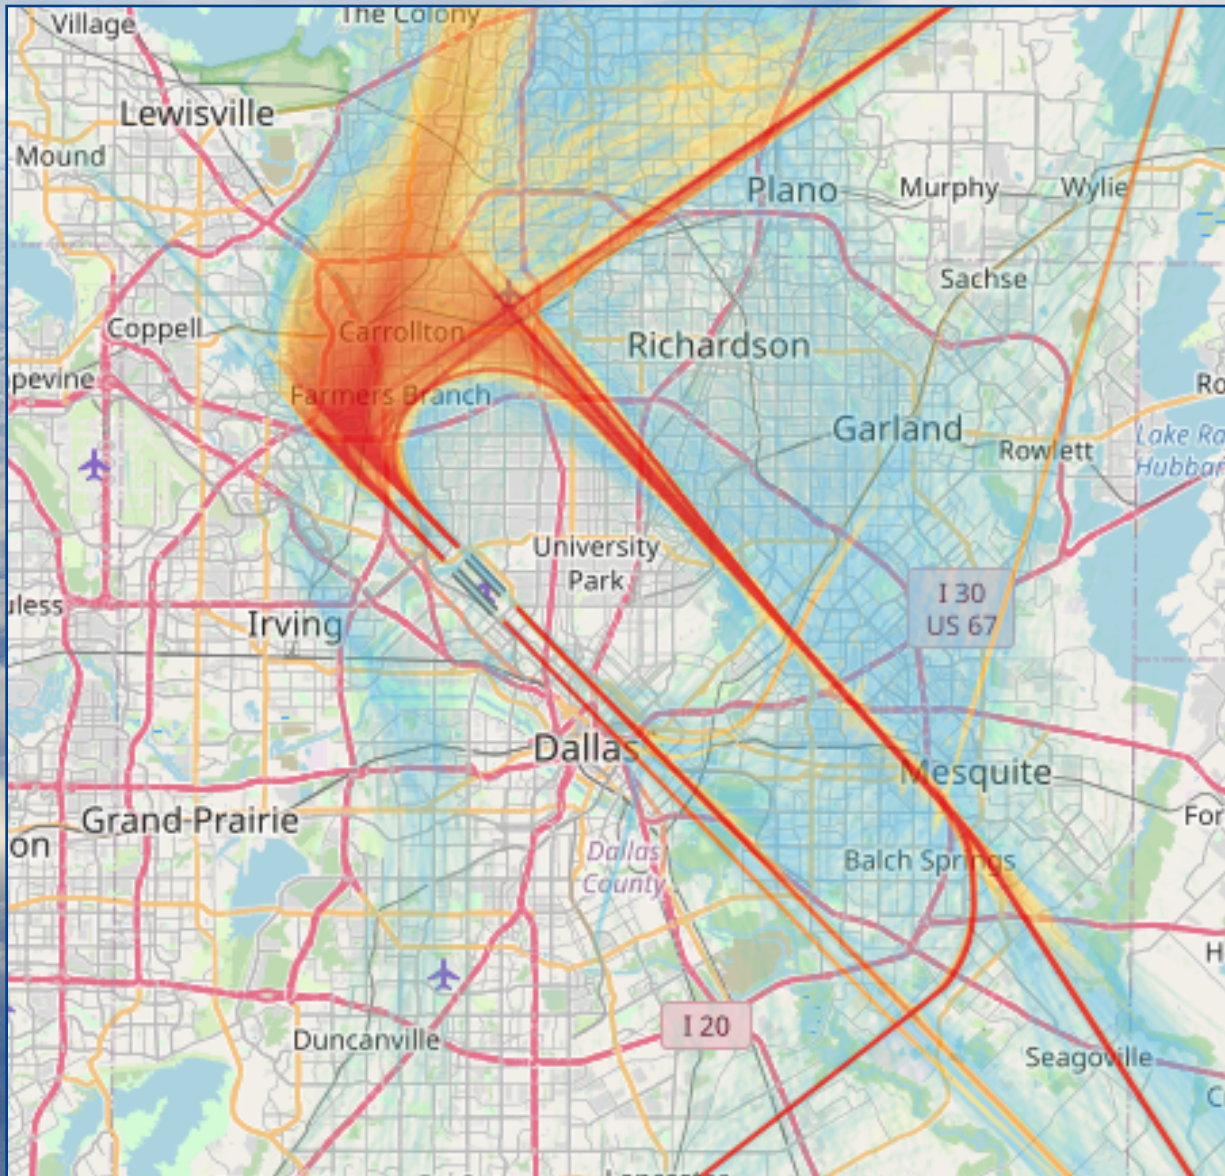 The Colony
Village
Lewisville
Mound
Plano
Murphy
Wylie
Sachse
Coppell
Carrollton
Richardson
pevine
Farmers Branch
Ro
Garland
Rowlett
Lake Ra
Hubbar
University
Park
I 30
US 67
uless
Irving
Dallas
Mesquite
Grand Prairie
For
on
Dallas
County
Balch Springs
H
I 20
Duncanville
Seagoville
C